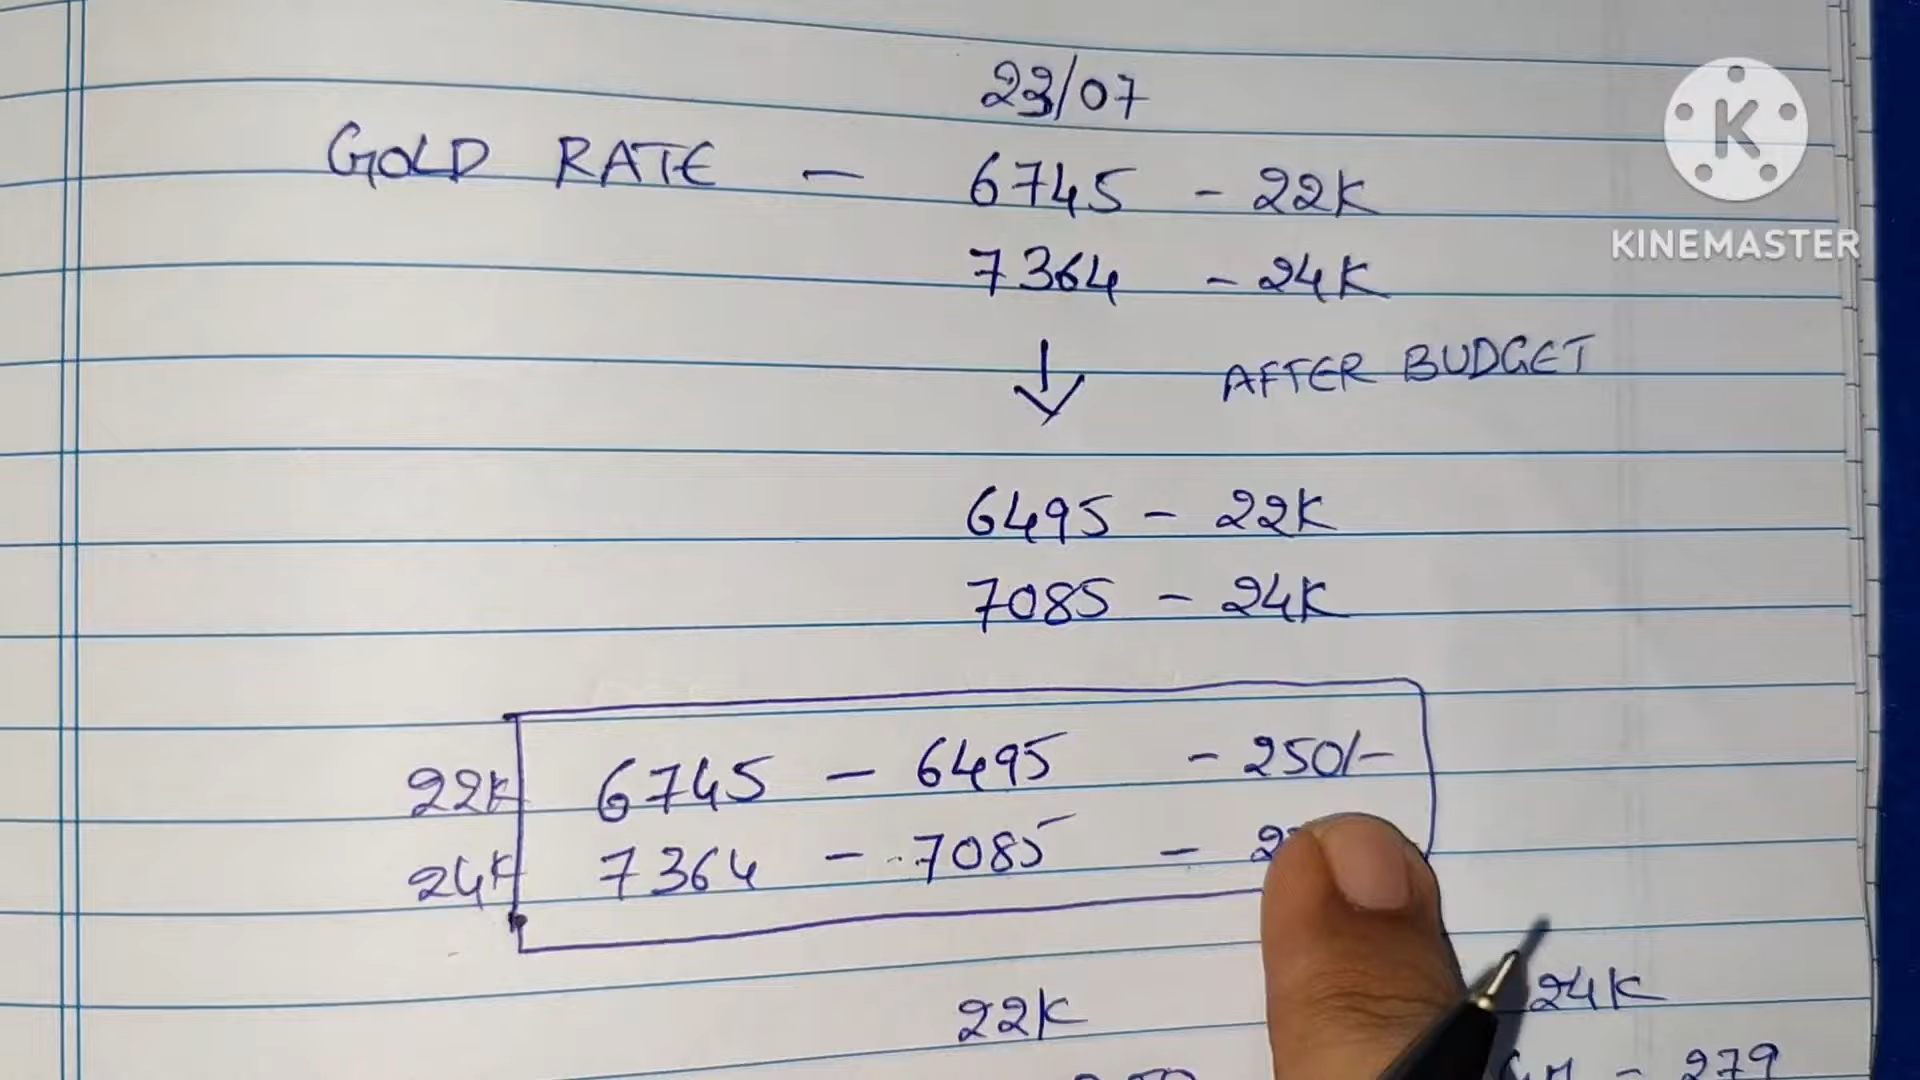 23/07
GOLD RATE - 6745 - 22K
7364 - 24K
↓ AFTER BUDGET
6495 - 22K
7085 - 24K
22K 6745 - 6495 - 250/-
24K 7364 - 7085 -
22K 24K
- 279
K
KINEMASTER